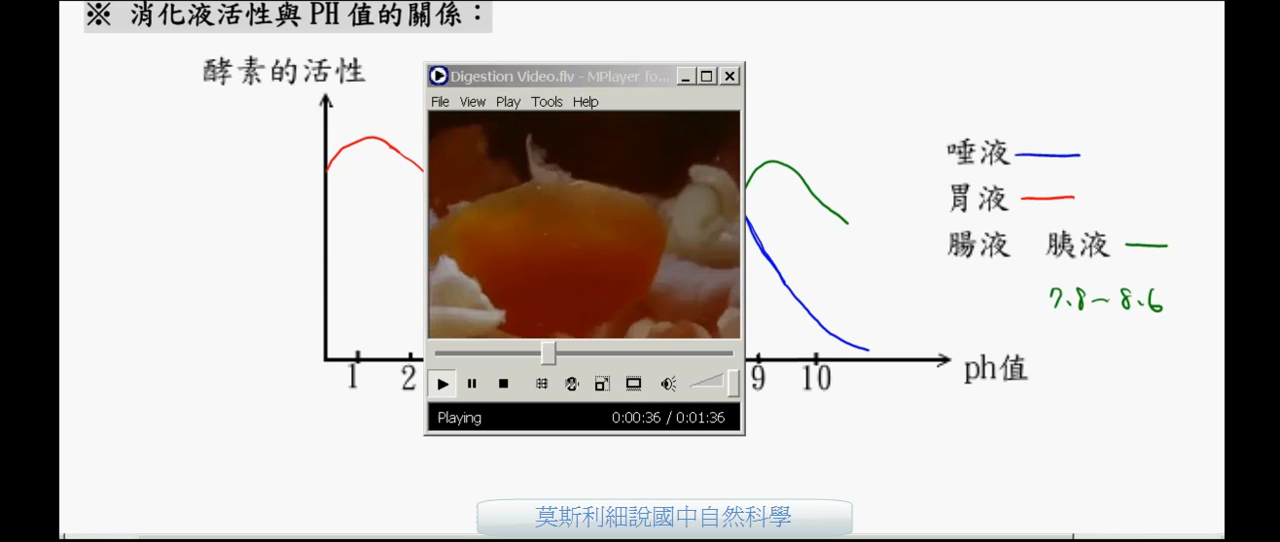 ※ 消化液活性與PH值的關係：
酵素的活性
Digestion Video.flv - MPlayer fo...
File View Play Tools Help
唾液
胃液
腸液 胰液
7.8~8.6
Playing 0:00:36 / 0:01:36
1 2 9 10 ph值
莫斯利細說國中自然科學